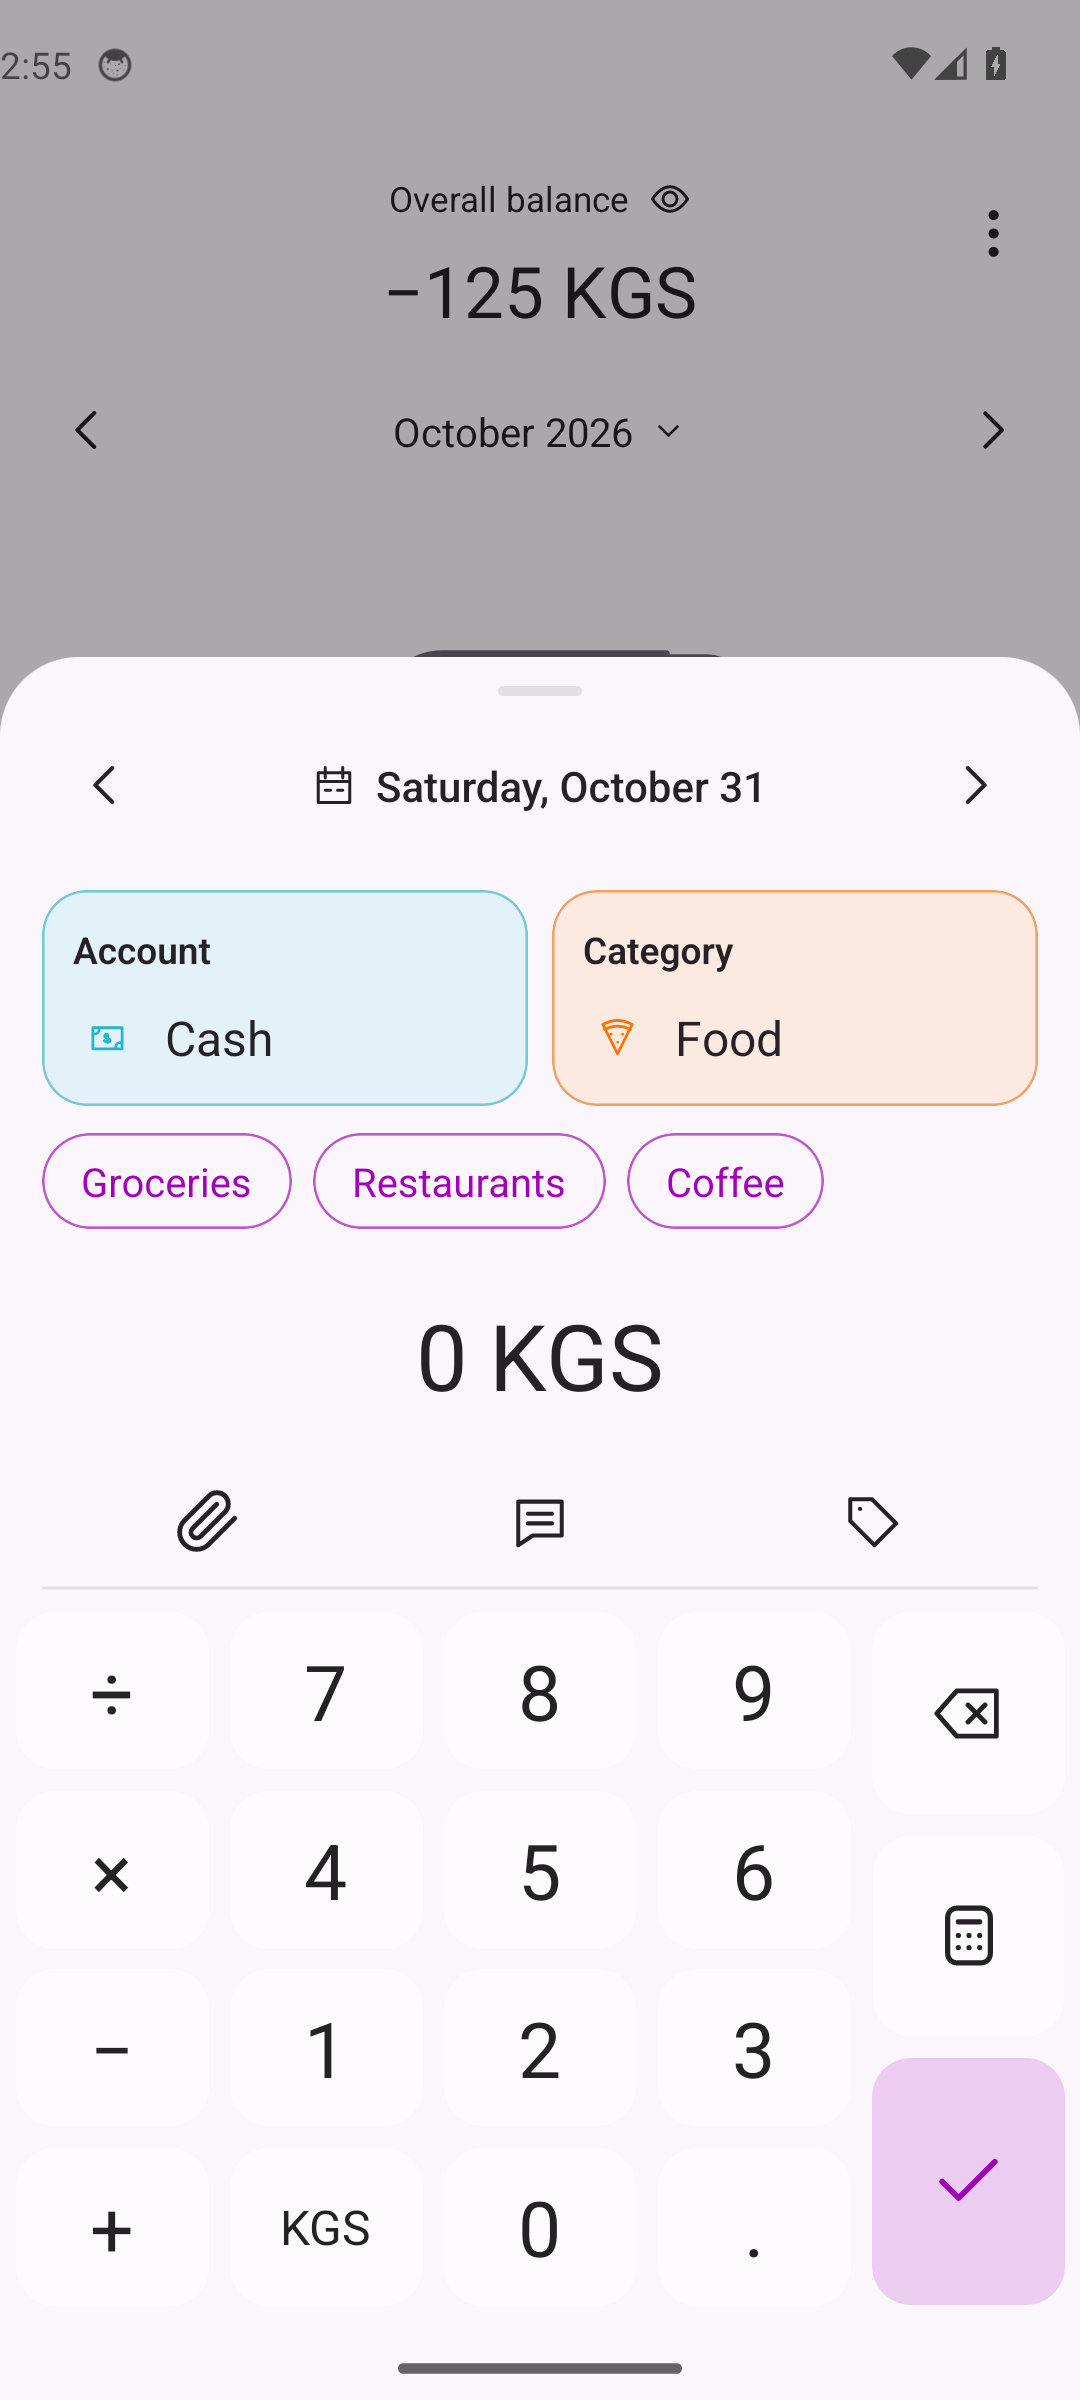 2:55
Overall balance
−125 KGS
October 2026
Saturday, October 31
Account
Category
Cash
Food
Groceries
Restaurants
Coffee
0 KGS
÷ 7 8 9
× 4 5 6
− 1 2 3
+ KGS 0 .